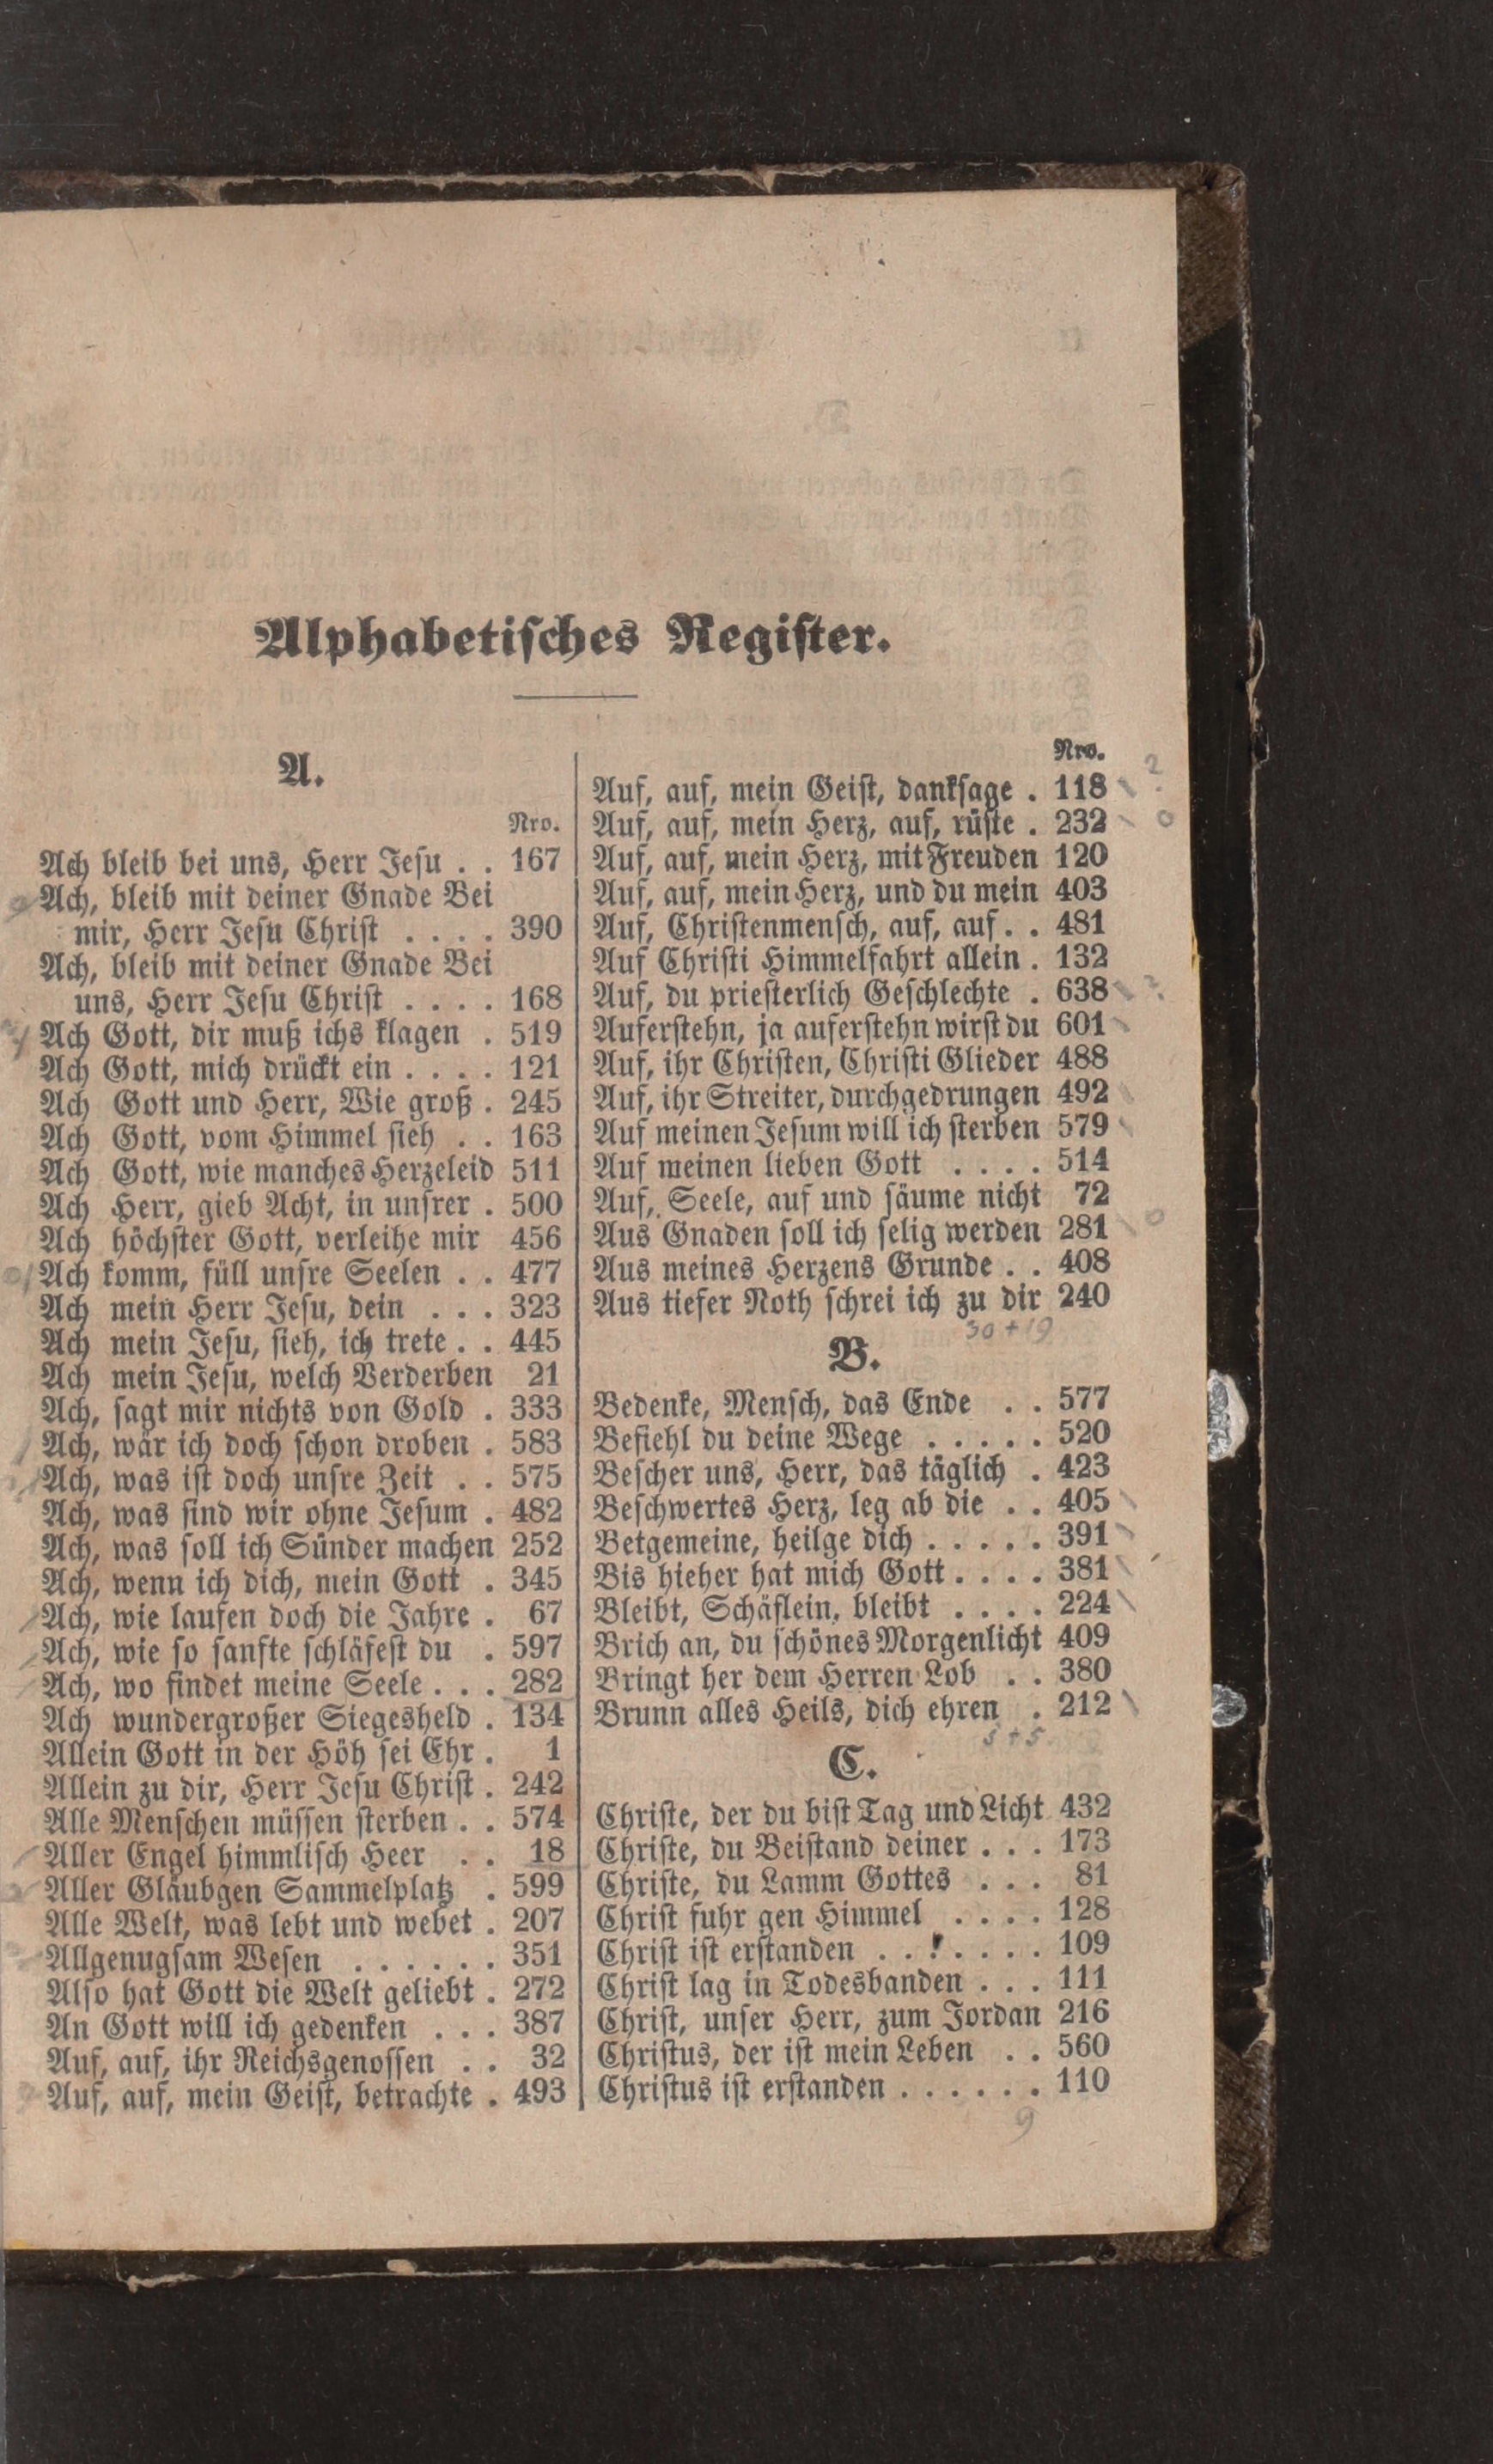 Alphabetisches Register.
A.
Nro.
Ach bleib bei uns, Herr Jesu . . 167
Ach, bleib mit deiner Gnade Bei
mir, Herr Jesu Christ . . . . 390
Ach, bleib mit deiner Gnade Bei
uns, Herr Jesu Christ . . . . 168
Ach Gott, dir muß ichs klagen . 519
Ach Gott, mich drückt ein . . . . 121
Ach Gott und Herr, Wie groß . 245
Ach Gott, vom Himmel sieh . . 163
Ach Gott, wie manches Herzeleid 511
Ach Herr, gieb Acht, in unsrer . 500
Ach höchster Gott, verleihe mir 456
Ach komm, füll unsre Seelen . . 477
Ach mein Herr Jesu, dein . . . 323
Ach mein Jesu, sieh, ich trete . . 445
Ach mein Jesu, welch Verderben 21
Ach, sagt mir nichts von Gold . 333
Ach, wär ich doch schon droben . 583
Ach, was ist doch unsre Zeit . . 575
Ach, was sind wir ohne Jesum . 482
Ach, was soll ich Sünder machen 252
Ach, wenn ich dich, mein Gott . 345
Ach, wie laufen doch die Jahre . 67
Ach, wie so sanfte schläfest du . 597
Ach, wo findet meine Seele . . . 282
Ach wundergroßer Siegesheld . 134
Allein Gott in der Höh sei Ehr . 1
Allein zu dir, Herr Jesu Christ . 242
Alle Menschen müssen sterben . . 574
Aller Engel himmlisch Heer . . 18
Aller Gläubgen Sammelplatz . 599
Alle Welt, was lebt und webet . 207
Allgenugsam Wesen . . . . . . 351
Also hat Gott die Welt geliebt . 272
An Gott will ich gedenken . . . 387
Auf, auf, ihr Reichsgenossen . . 32
Auf, auf, mein Geist, betrachte . 493
Nro.
Auf, auf, mein Geist, danksage . 118 2
Auf, auf, mein Herz, auf, rüste . 232 0
Auf, auf, mein Herz, mit Freuden 120
Auf, auf, mein Herz, und du mein 403
Auf, Christenmensch, auf, auf . . 481
Auf Christi Himmelfahrt allein . 132
Auf, du priesterlich Geschlechte . 638 ?
Auferstehn, ja auferstehn wirst du 601
Auf, ihr Christen, Christi Glieder 488
Auf, ihr Streiter, durchgedrungen 492
Auf meinen Jesum will ich sterben 579
Auf meinen lieben Gott . . . . 514
Auf, Seele, auf und säume nicht 72
Aus Gnaden soll ich selig werden 281 0
Aus meines Herzens Grunde . . 408
Aus tiefer Noth schrei ich zu dir 240
30 + 19
B.
Bedenke, Mensch, das Ende . . 577
Befiehl du deine Wege . . . . . 520
Bescher uns, Herr, das täglich . 423
Beschwertes Herz, leg ab die . . 405
Betgemeine, heilge dich . . . . . 391
Bis hieher hat mich Gott . . . . 381
Bleibt, Schäflein, bleibt . . . . 224
Brich an, du schönes Morgenlicht 409
Bringt her dem Herren Lob . . 380
Brunn alles Heils, dich ehren . 212
5 + 5
C.
Christe, der du bist Tag und Licht 432
Christe, du Beistand deiner . . . 173
Christe, du Lamm Gottes . . . 81
Christ fuhr gen Himmel . . . . 128
Christ ist erstanden . . . . . . . 109
Christ lag in Todesbanden . . . 111
Christ, unser Herr, zum Jordan 216
Christus, der ist mein Leben . . 560
Christus ist erstanden . . . . . . 110
9